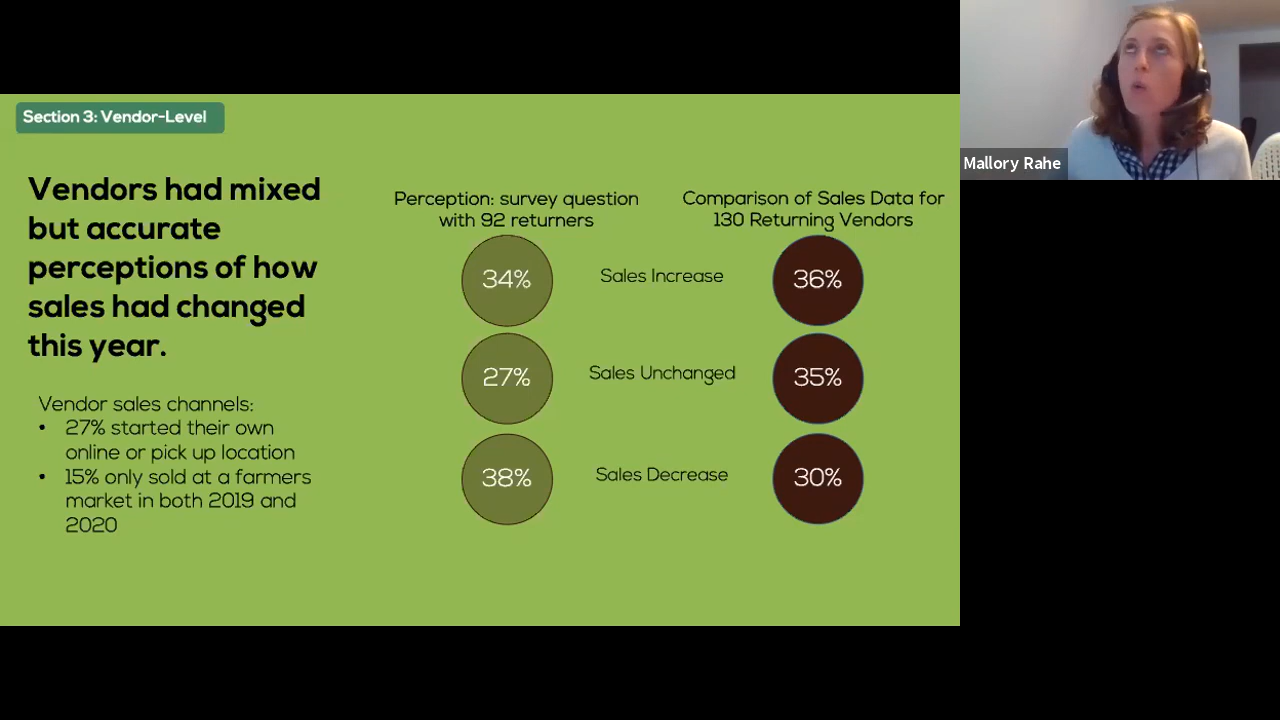 Section 3: Vendor-Level
Vendors had mixed
but accurate
perceptions of how
sales had changed
this year.
Vendor sales channels:
• 27% started their own
online or pick up location
• 15% only sold at a farmers
market in both 2019 and
2020
Perception: survey question
with 92 returners
Comparison of Sales Data for
130 Returning Vendors
34% Sales Increase 36%
27% Sales Unchanged 35%
38% Sales Decrease 30%
Mallory Rahe